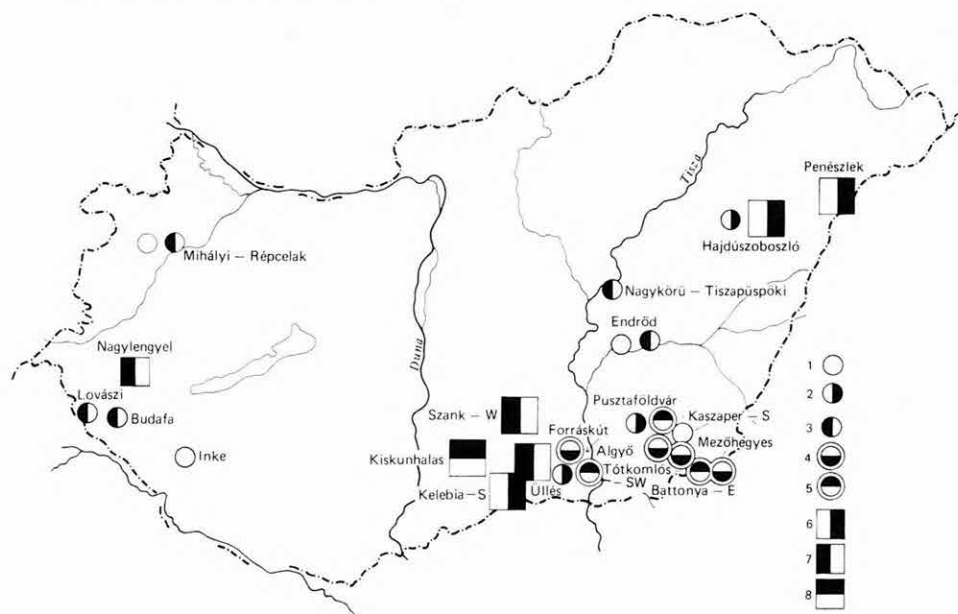 Tisza
Penészlek
Hajdúszoboszló
Mihályi – Répcelak
Nagykörü – Tiszapüspöki
Endrőd
Nagylengyel
Duna
Lovászi
Budafa
Pusztaföldvár
Szank – W
Kaszaper – S
Forráskút
Mezőhegyes
Algyő
Inke
Kiskunhalas
Tótkomlós
– SW
Üllés
Kelebia – S
Battonya – E
1
2
3
4
5
6
7
8